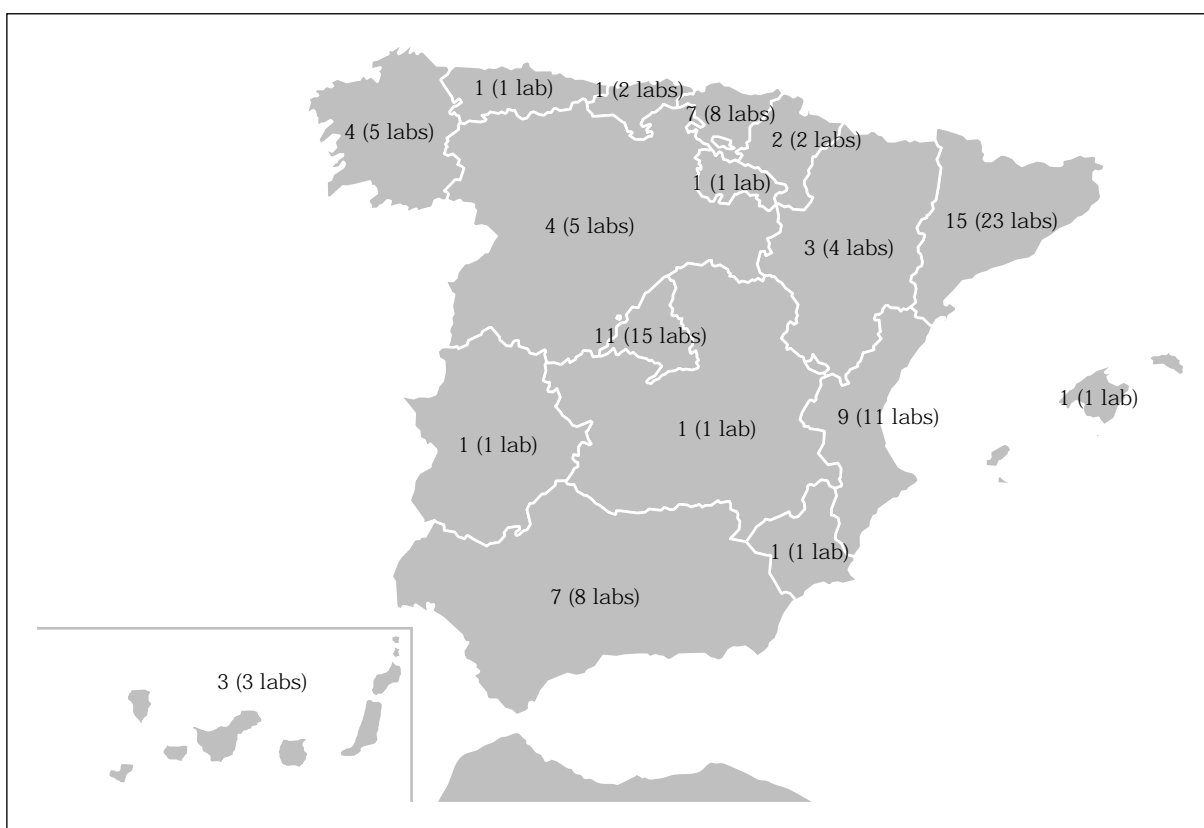 1 (1 lab)
1 (2 labs)
7 (8 labs)
4 (5 labs)
2 (2 labs)
1 (1 lab)
15 (23 labs)
4 (5 labs)
3 (4 labs)
11 (15 labs)
1 (1 lab)
9 (11 labs)
1 (1 lab)
1 (1 lab)
1 (1 lab)
7 (8 labs)
3 (3 labs)